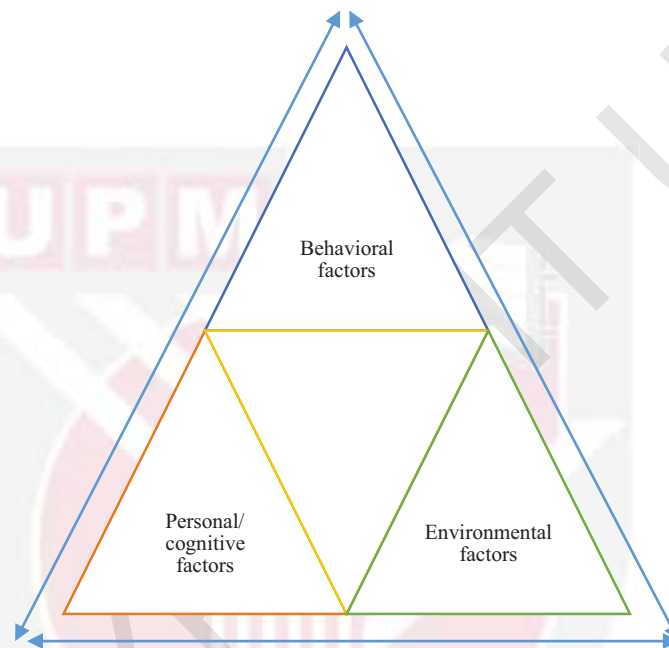 UPM
Behavioral
factors
Personal/
cognitive
factors
Environmental
factors